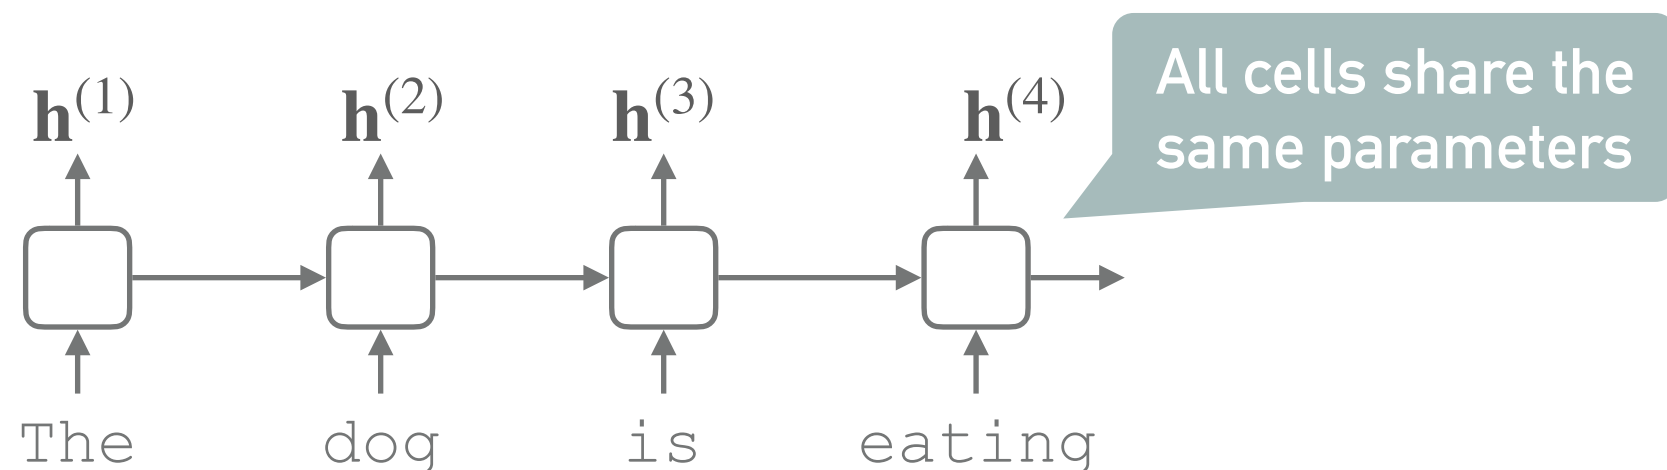 h(1) h(2) h(3) h(4)
All cells share the
same parameters
The dog is eating